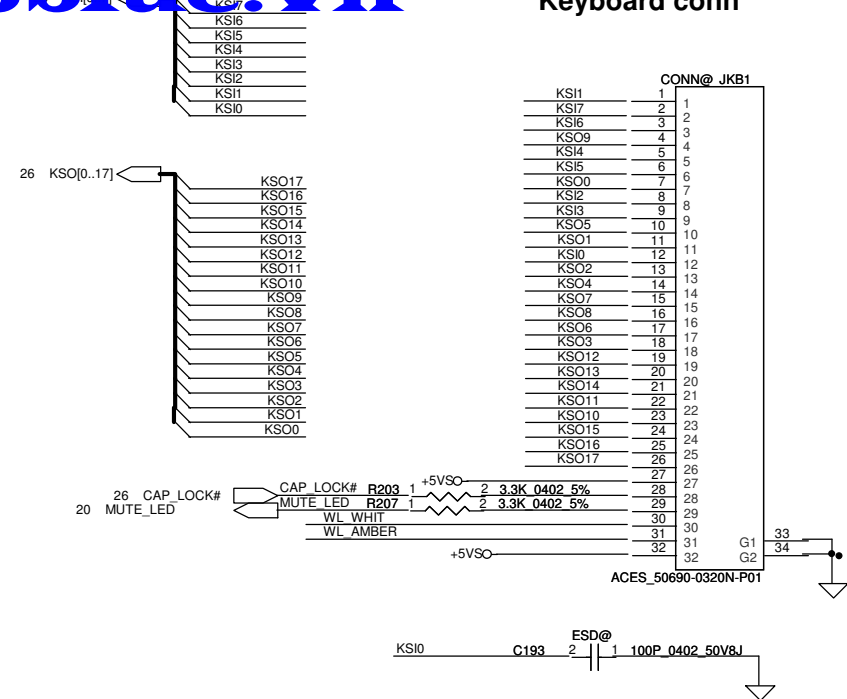 Keyboard conn
KSI7
KSI6
KSI5
KSI4
KSI3
KSI2
KSI1
KSI0
26 KSO[0..17]
KSO17
KSO16
KSO15
KSO14
KSO13
KSO12
KSO11
KSO10
KSO9
KSO8
KSO7
KSO6
KSO5
KSO4
KSO3
KSO2
KSO1
KSO0
CONN@ JKB1
KSI1 1 1
KSI7 2 2
KSI6 3 3
KSO9 4 4
KSI4 5 5
KSI5 6 6
KSO0 7 7
KSI2 8 8
KSI3 9 9
KSO5 10 10
KSO1 11 11
KSI0 12 12
KSO2 13 13
KSO4 14 14
KSO7 15 15
KSO8 16 16
KSO6 17 17
KSO3 18 18
KSO12 19 19
KSO13 20 20
KSO14 21 21
KSO11 22 22
KSO10 23 23
KSO15 24 24
KSO16 25 25
KSO17 26 26
+5VS 27 27
26 CAP_LOCK# CAP_LOCK# R203 1 2 3.3K_0402_5% 28 28
20 MUTE_LED MUTE_LED R207 1 2 3.3K_0402_5% 29 29
WL_WHIT 30 30
WL_AMBER 31 31 G1 33
+5VS 32 32 G2 34
ACES_50690-0320N-P01
ESD@
KSI0 C193 2 1 100P_0402_50V8J